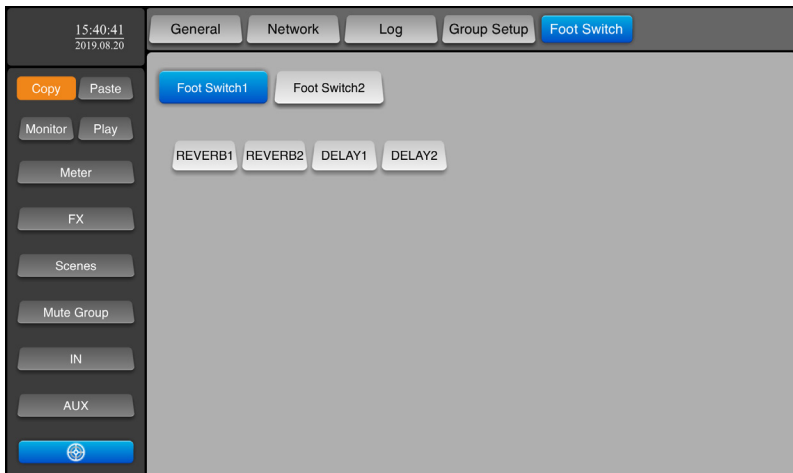 15:40:41
2019.08.20
General Network Log Group Setup Foot Switch
Copy Paste
Monitor Play
Meter
FX
Scenes
Mute Group
IN
AUX
Foot Switch1 Foot Switch2
REVERB1 REVERB2 DELAY1 DELAY2